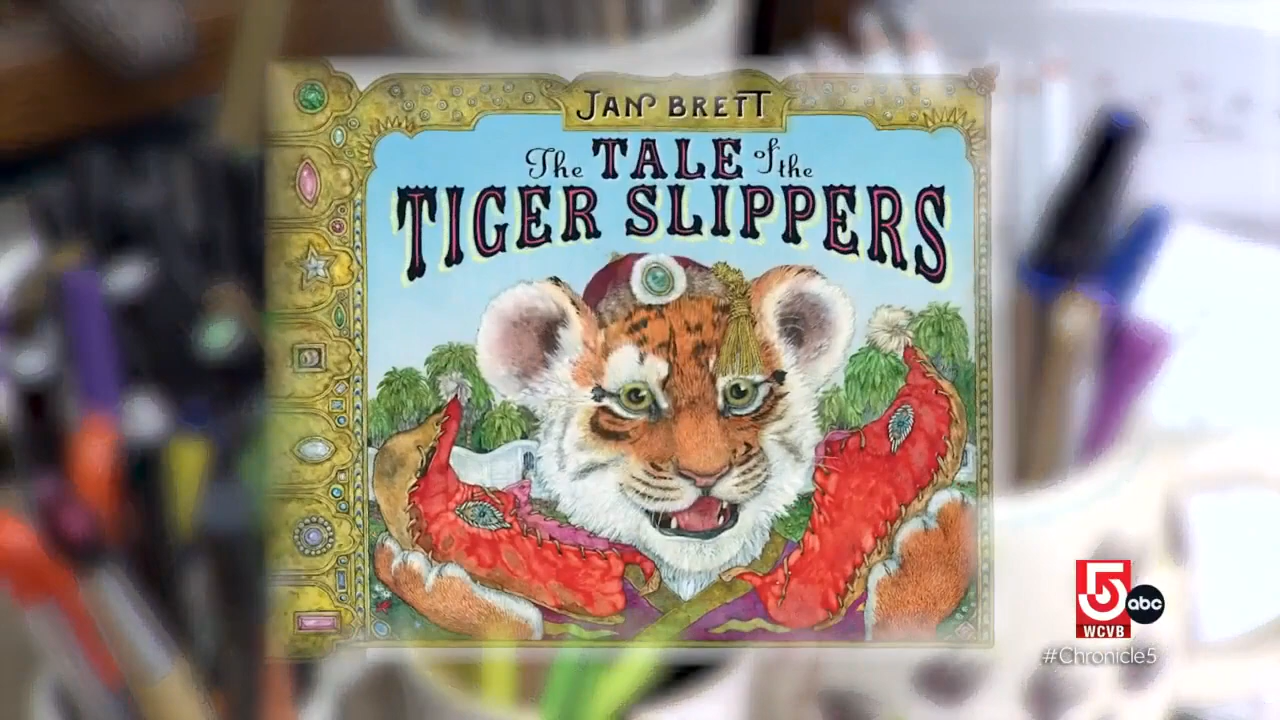 JAN BRETT
The TALE of the
TIGER SLIPPERS
5
abc
WCVB
#Chronicle5